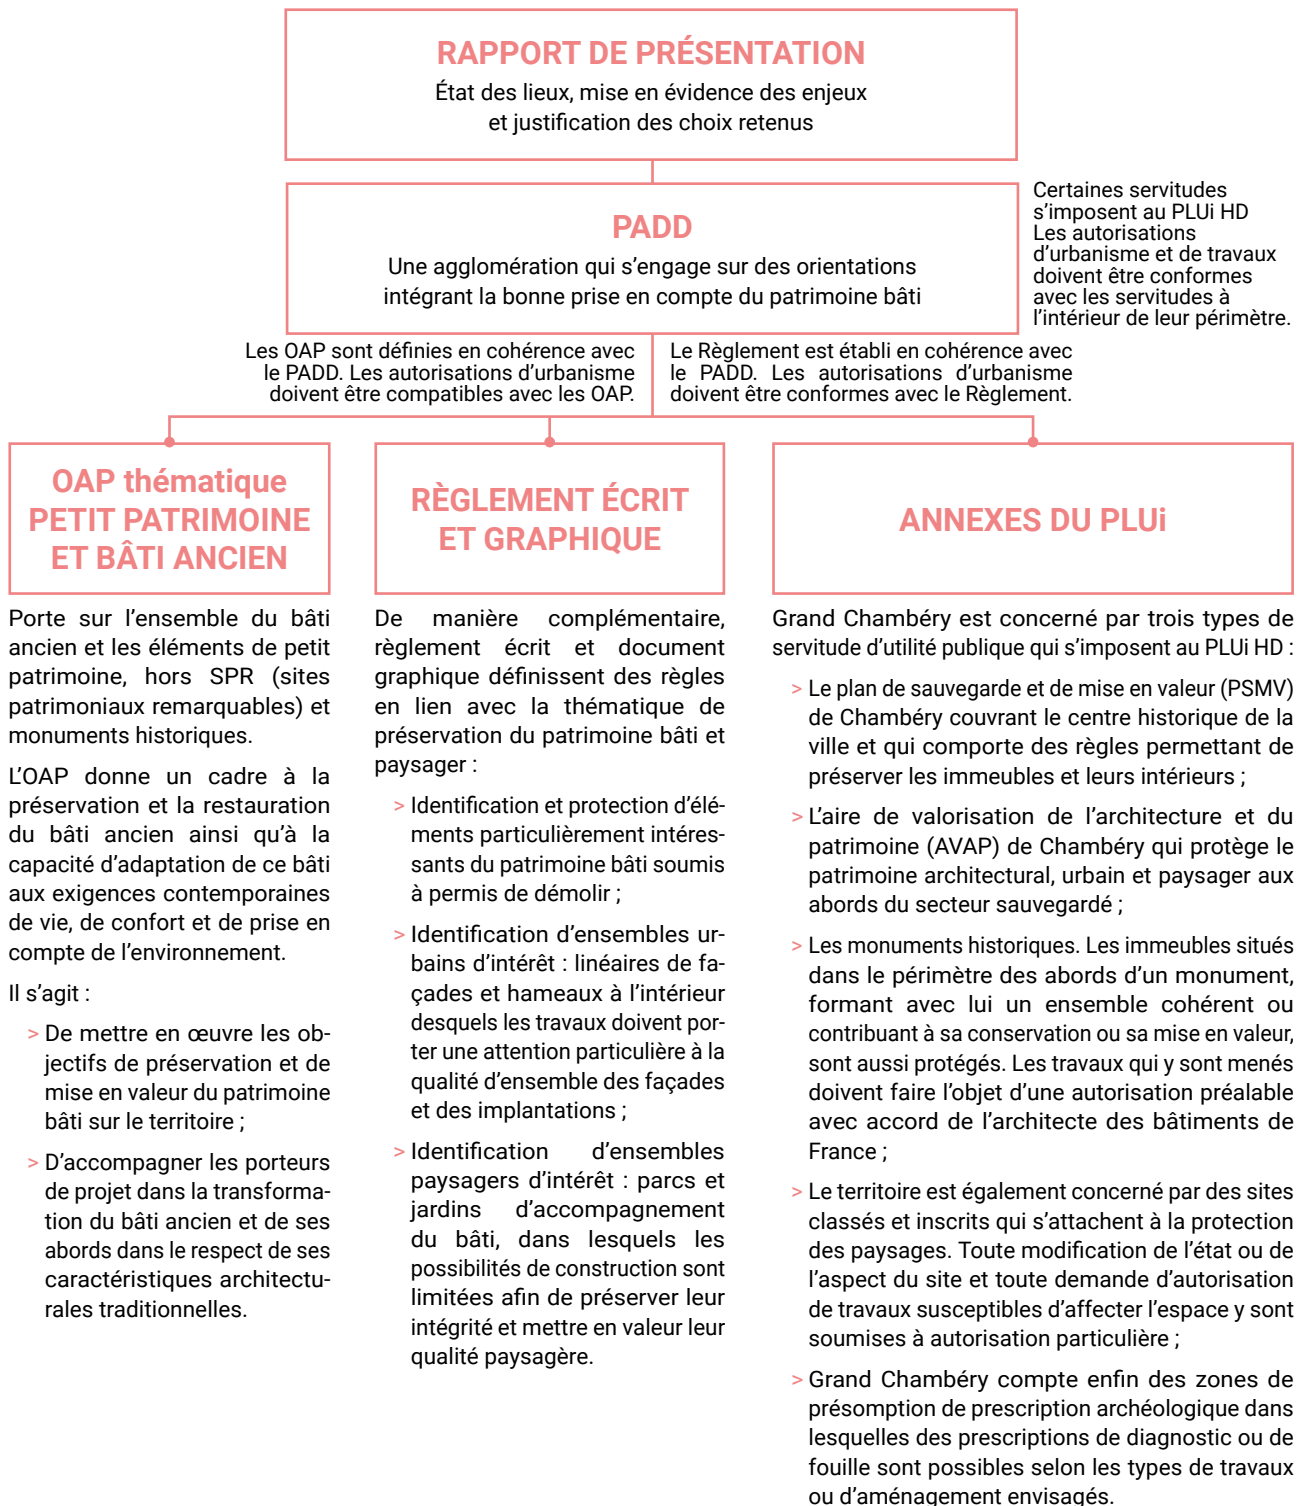 RAPPORT DE PRÉSENTATION
État des lieux, mise en évidence des enjeux
et justification des choix retenus
PADD
Une agglomération qui s’engage sur des orientations
intégrant la bonne prise en compte du patrimoine bâti
Certaines servitudes
s’imposent au PLUi HD
Les autorisations
d’urbanisme et de travaux
doivent être conformes
avec les servitudes à
l’intérieur de leur périmètre.
Les OAP sont définies en cohérence avec
le PADD. Les autorisations d’urbanisme
doivent être compatibles avec les OAP.
Le Règlement est établi en cohérence avec
le PADD. Les autorisations d’urbanisme
doivent être conformes avec le Règlement.
OAP thématique
PETIT PATRIMOINE
ET BÂTI ANCIEN
Porte sur l’ensemble du bâti
ancien et les éléments de petit
patrimoine, hors SPR (sites
patrimoniaux remarquables) et
monuments historiques.
L’OAP donne un cadre à la
préservation et la restauration
du bâti ancien ainsi qu’à la
capacité d’adaptation de ce bâti
aux exigences contemporaines
de vie, de confort et de prise en
compte de l’environnement.
Il s’agit :
> De mettre en œuvre les ob-
jectifs de préservation et de
mise en valeur du patrimoine
bâti sur le territoire ;
> D’accompagner les porteurs
de projet dans la transforma-
tion du bâti ancien et de ses
abords dans le respect de ses
caractéristiques architectu-
rales traditionnelles.
RÈGLEMENT ÉCRIT
ET GRAPHIQUE
De manière complémentaire,
règlement écrit et document
graphique définissent des règles
en lien avec la thématique de
préservation du patrimoine bâti et
paysager :
> Identification et protection d’élé-
ments particulièrement intéres-
sants du patrimoine bâti soumis
à permis de démolir ;
> Identification d’ensembles ur-
bains d’intérêt : linéaires de fa-
çades et hameaux à l’intérieur
desquels les travaux doivent por-
ter une attention particulière à la
qualité d’ensemble des façades
et des implantations ;
> Identification d’ensembles
paysagers d’intérêt : parcs et
jardins d’accompagnement
du bâti, dans lesquels les
possibilités de construction sont
limitées afin de préserver leur
intégrité et mettre en valeur leur
qualité paysagère.
ANNEXES DU PLUi
Grand Chambéry est concerné par trois types de
servitude d’utilité publique qui s’imposent au PLUi HD :
> Le plan de sauvegarde et de mise en valeur (PSMV)
de Chambéry couvrant le centre historique de la
ville et qui comporte des règles permettant de
préserver les immeubles et leurs intérieurs ;
> L’aire de valorisation de l’architecture et du
patrimoine (AVAP) de Chambéry qui protège le
patrimoine architectural, urbain et paysager aux
abords du secteur sauvegardé ;
> Les monuments historiques. Les immeubles situés
dans le périmètre des abords d’un monument,
formant avec lui un ensemble cohérent ou
contribuant à sa conservation ou sa mise en valeur,
sont aussi protégés. Les travaux qui y sont menés
doivent faire l’objet d’une autorisation préalable
avec accord de l’architecte des bâtiments de
France ;
> Le territoire est également concerné par des sites
classés et inscrits qui s’attachent à la protection
des paysages. Toute modification de l’état ou de
l’aspect du site et toute demande d’autorisation
de travaux susceptibles d’affecter l’espace y sont
soumises à autorisation particulière ;
> Grand Chambéry compte enfin des zones de
présomption de prescription archéologique dans
lesquelles des prescriptions de diagnostic ou de
fouille sont possibles selon les types de travaux
ou d’aménagement envisagés.